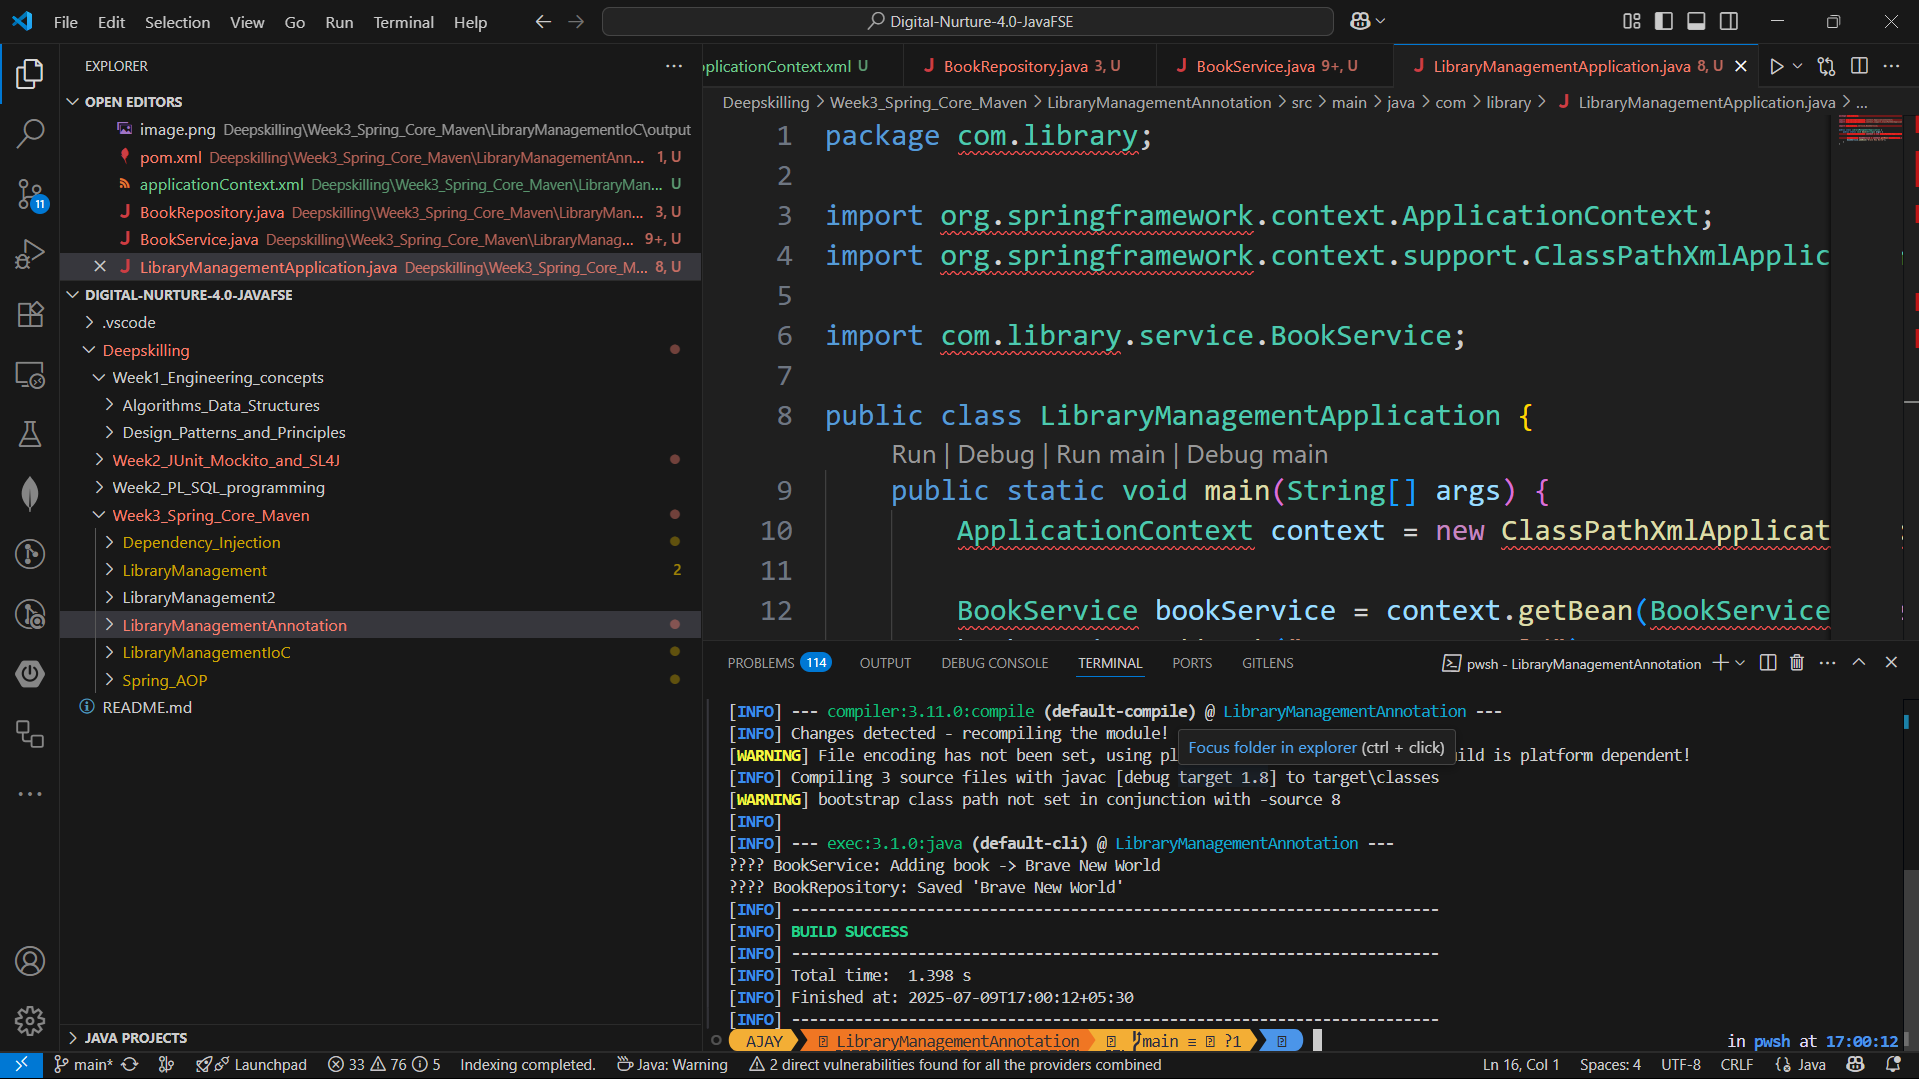 File Edit Selection View Go Run Terminal Help
Digital-Nurture-4.0-JavaFSE
EXPLORER
OPEN EDITORS
image.png Deepskilling\Week3_Spring_Core_Maven\LibraryManagementIoC\output
pom.xml Deepskilling\Week3_Spring_Core_Maven\LibraryManagementAnn... 1, U
applicationContext.xml Deepskilling\Week3_Spring_Core_Maven\LibraryMan... U
BookRepository.java Deepskilling\Week3_Spring_Core_Maven\LibraryMan... 3, U
BookService.java Deepskilling\Week3_Spring_Core_Maven\LibraryManag... 9+, U
LibraryManagementApplication.java Deepskilling\Week3_Spring_Core_M... 8, U
DIGITAL-NURTURE-4.0-JAVAFSE
.vscode
Deepskilling
Week1_Engineering_concepts
Algorithms_Data_Structures
Design_Patterns_and_Principles
Week2_JUnit_Mockito_and_SL4J
Week2_PL_SQL_programming
Week3_Spring_Core_Maven
Dependency_Injection
LibraryManagement 2
LibraryManagement2
LibraryManagementAnnotation
LibraryManagementIoC
Spring_AOP
README.md
JAVA PROJECTS
11
plicationContext.xml U
BookRepository.java 3, U
BookService.java 9+, U
LibraryManagementApplication.java 8, U
Deepskilling > Week3_Spring_Core_Maven > LibraryManagementAnnotation > src > main > java > com > library > LibraryManagementApplication.java > ...
1 package com.library;
2
3 import org.springframework.context.ApplicationContext;
4 import org.springframework.context.support.ClassPathXmlApplic
5
6 import com.library.service.BookService;
7
8 public class LibraryManagementApplication {
Run | Debug | Run main | Debug main
9 public static void main(String[] args) {
10 ApplicationContext context = new ClassPathXmlApplicat
11
12 BookService bookService = context.getBean(BookService
PROBLEMS 114 OUTPUT DEBUG CONSOLE TERMINAL PORTS GITLENS
pwsh - LibraryManagementAnnotation
[INFO] --- compiler:3.11.0:compile (default-compile) @ LibraryManagementAnnotation ---
[INFO] Changes detected - recompiling the module!
Focus folder in explorer (ctrl + click)
[WARNING] File encoding has not been set, using pl ild is platform dependent!
[INFO] Compiling 3 source files with javac [debug target 1.8] to target\classes
[WARNING] bootstrap class path not set in conjunction with -source 8
[INFO]
[INFO] --- exec:3.1.0:java (default-cli) @ LibraryManagementAnnotation ---
???? BookService: Adding book -> Brave New World
???? BookRepository: Saved 'Brave New World'
[INFO] ------------------------------------------------------------------------
[INFO] BUILD SUCCESS
[INFO] ------------------------------------------------------------------------
[INFO] Total time:  1.398 s
[INFO] Finished at: 2025-07-09T17:00:12+05:30
[INFO] ------------------------------------------------------------------------
AJAY LibraryManagementAnnotation main ≡ ?1
in pwsh at 17:00:12
main* Launchpad 33 76 5 Indexing completed. Java: Warning 2 direct vulnerabilities found for all the providers combined
Ln 16, Col 1 Spaces: 4 UTF-8 CRLF {} Java